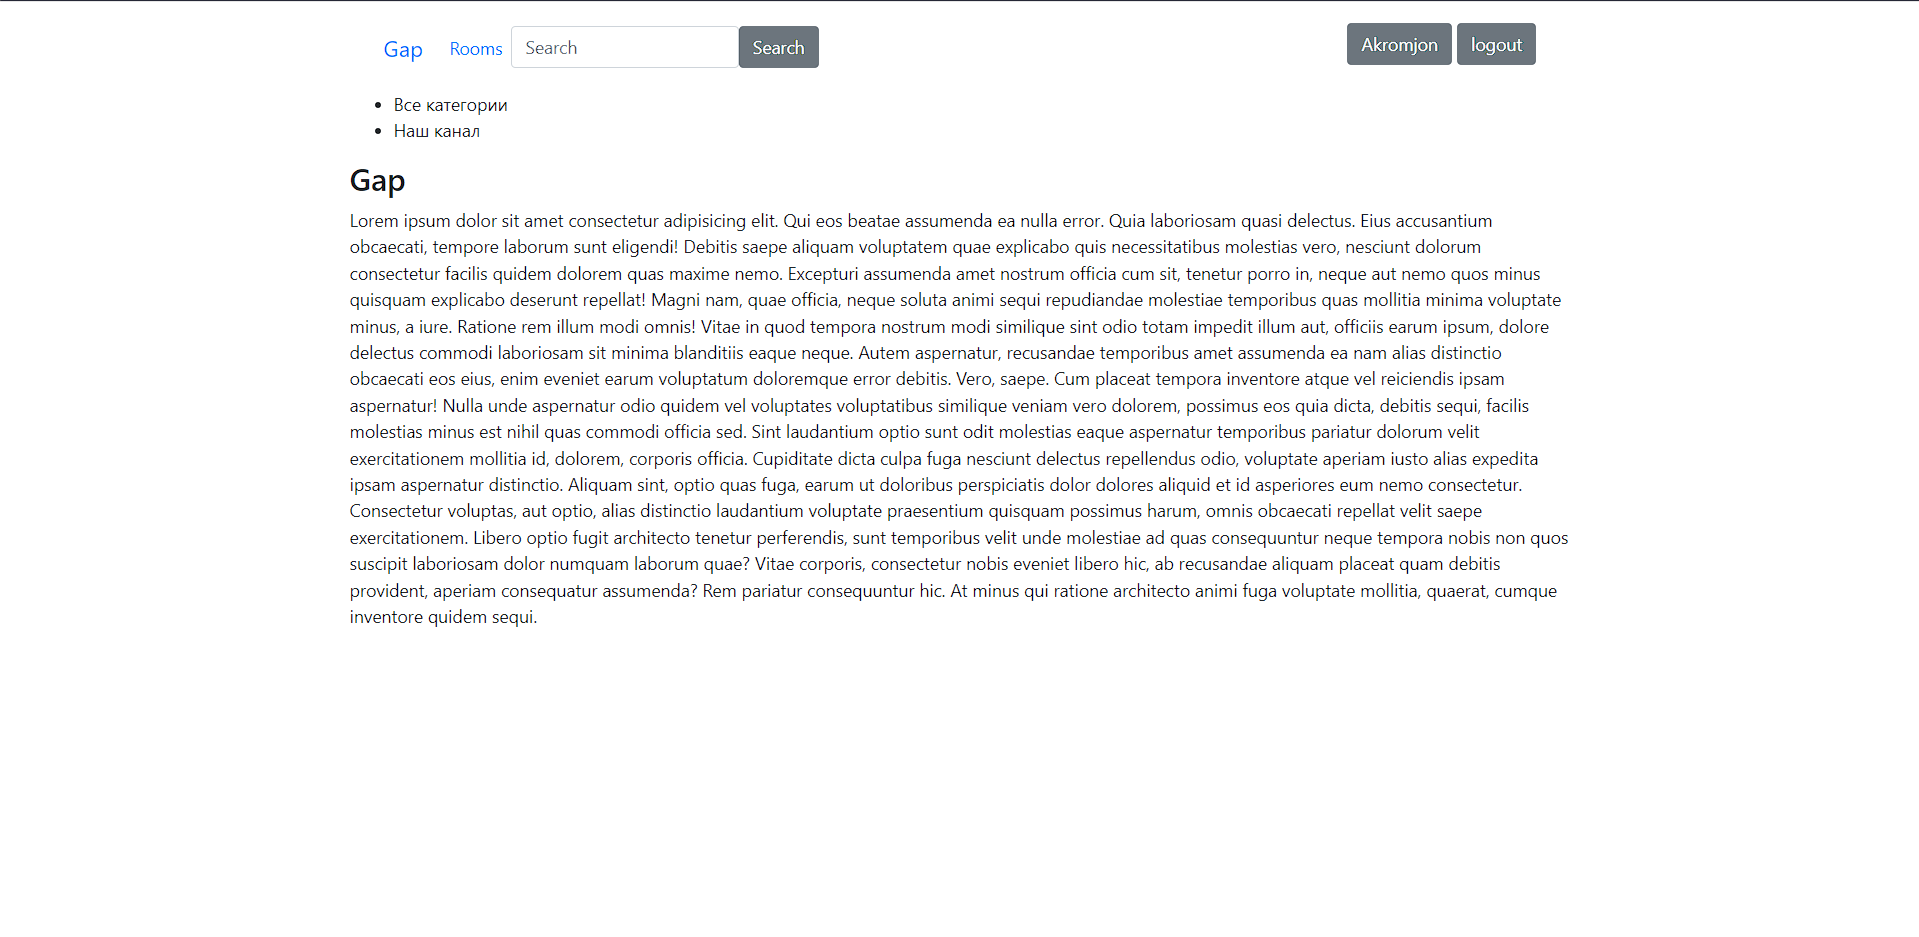 Gap Rooms Search Search Akromjon logout
Все категории
Наш канал
Gap
Lorem ipsum dolor sit amet consectetur adipisicing elit. Qui eos beatae assumenda ea nulla error. Quia laboriosam quasi delectus. Eius accusantium
obcaecati, tempore laborum sunt eligendi! Debitis saepe aliquam voluptatem quae explicabo quis necessitatibus molestias vero, nesciunt dolorum
consectetur facilis quidem dolorem quas maxime nemo. Excepturi assumenda amet nostrum officia cum sit, tenetur porro in, neque aut nemo quos minus
quisquam explicabo deserunt repellat! Magni nam, quae officia, neque soluta animi sequi repudiandae molestiae temporibus quas mollitia minima voluptate
minus, a iure. Ratione rem illum modi omnis! Vitae in quod tempora nostrum modi similique sint odio totam impedit illum aut, officiis earum ipsum, dolore
delectus commodi laboriosam sit minima blanditiis eaque neque. Autem aspernatur, recusandae temporibus amet assumenda ea nam alias distinctio
obcaecati eos eius, enim eveniet earum voluptatum doloremque error debitis. Vero, saepe. Cum placeat tempora inventore atque vel reiciendis ipsam
aspernatur! Nulla unde aspernatur odio quidem vel voluptates voluptatibus similique veniam vero dolorem, possimus eos quia dicta, debitis sequi, facilis
molestias minus est nihil quas commodi officia sed. Sint laudantium optio sunt odit molestias eaque aspernatur temporibus pariatur dolorum velit
exercitationem mollitia id, dolorem, corporis officia. Cupiditate dicta culpa fuga nesciunt delectus repellendus odio, voluptate aperiam iusto alias expedita
ipsam aspernatur distinctio. Aliquam sint, optio quas fuga, earum ut doloribus perspiciatis dolor dolores aliquid et id asperiores eum nemo consectetur.
Consectetur voluptas, aut optio, alias distinctio laudantium voluptate praesentium quisquam possimus harum, omnis obcaecati repellat velit saepe
exercitationem. Libero optio fugit architecto tenetur perferendis, sunt temporibus velit unde molestiae ad quas consequuntur neque tempora nobis non quos
suscipit laboriosam dolor numquam laborum quae? Vitae corporis, consectetur nobis eveniet libero hic, ab recusandae aliquam placeat quam debitis
provident, aperiam consequatur assumenda? Rem pariatur consequuntur hic. At minus qui ratione architecto animi fuga voluptate mollitia, quaerat, cumque
inventore quidem sequi.